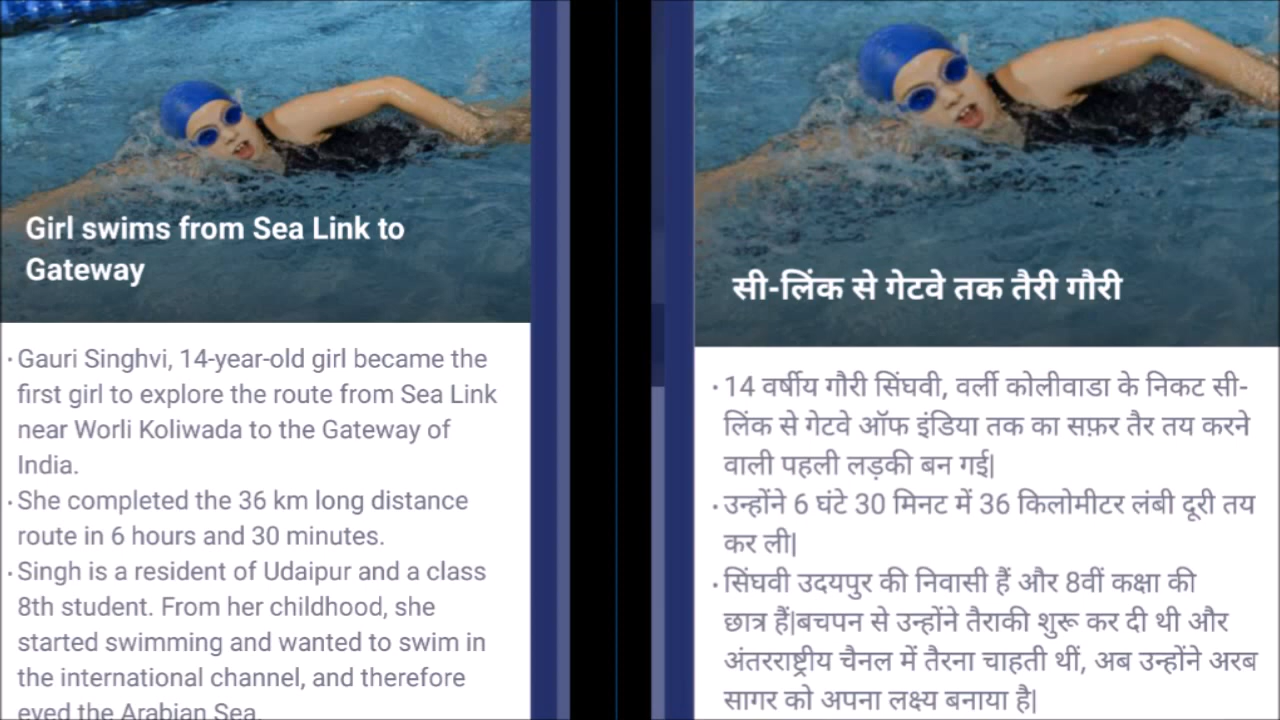 Girl swims from Sea Link to
Gateway
· Gauri Singhvi, 14-year-old girl became the
first girl to explore the route from Sea Link
near Worli Koliwada to the Gateway of
India.
· She completed the 36 km long distance
route in 6 hours and 30 minutes.
· Singh is a resident of Udaipur and a class
8th student. From her childhood, she
started swimming and wanted to swim in
the international channel, and therefore
eyed the Arabian Sea.
सी-लिंक से गेटवे तक तैरी गौरी
· 14 वर्षीय गौरी सिंघवी, वर्ली कोलीवाडा के निकट सी-
लिंक से गेटवे ऑफ इंडिया तक का सफ़र तैर तय करने
वाली पहली लड़की बन गई|
· उन्होंने 6 घंटे 30 मिनट में 36 किलोमीटर लंबी दूरी तय
कर ली|
· सिंघवी उदयपुर की निवासी हैं और 8वीं कक्षा की
छात्र हैं|बचपन से उन्होंने तैराकी शुरू कर दी थी और
अंतरराष्ट्रीय चैनल में तैरना चाहती थीं, अब उन्होंने अरब
सागर को अपना लक्ष्य बनाया है|